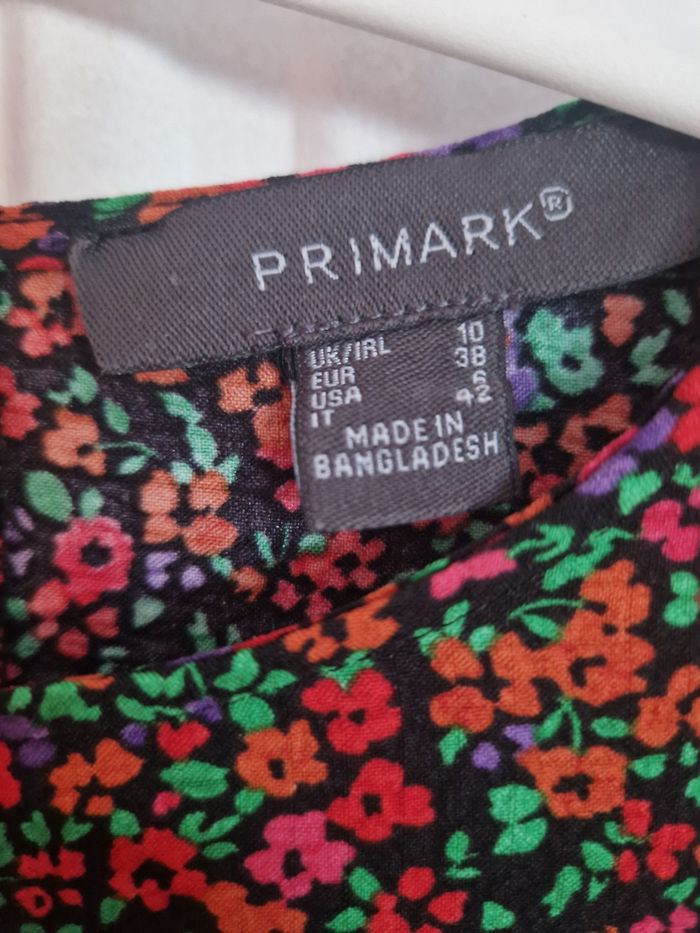 PRIMARK®
UK/IRL 10
EUR 38
USA 6
IT 42
MADE IN
BANGLADESH